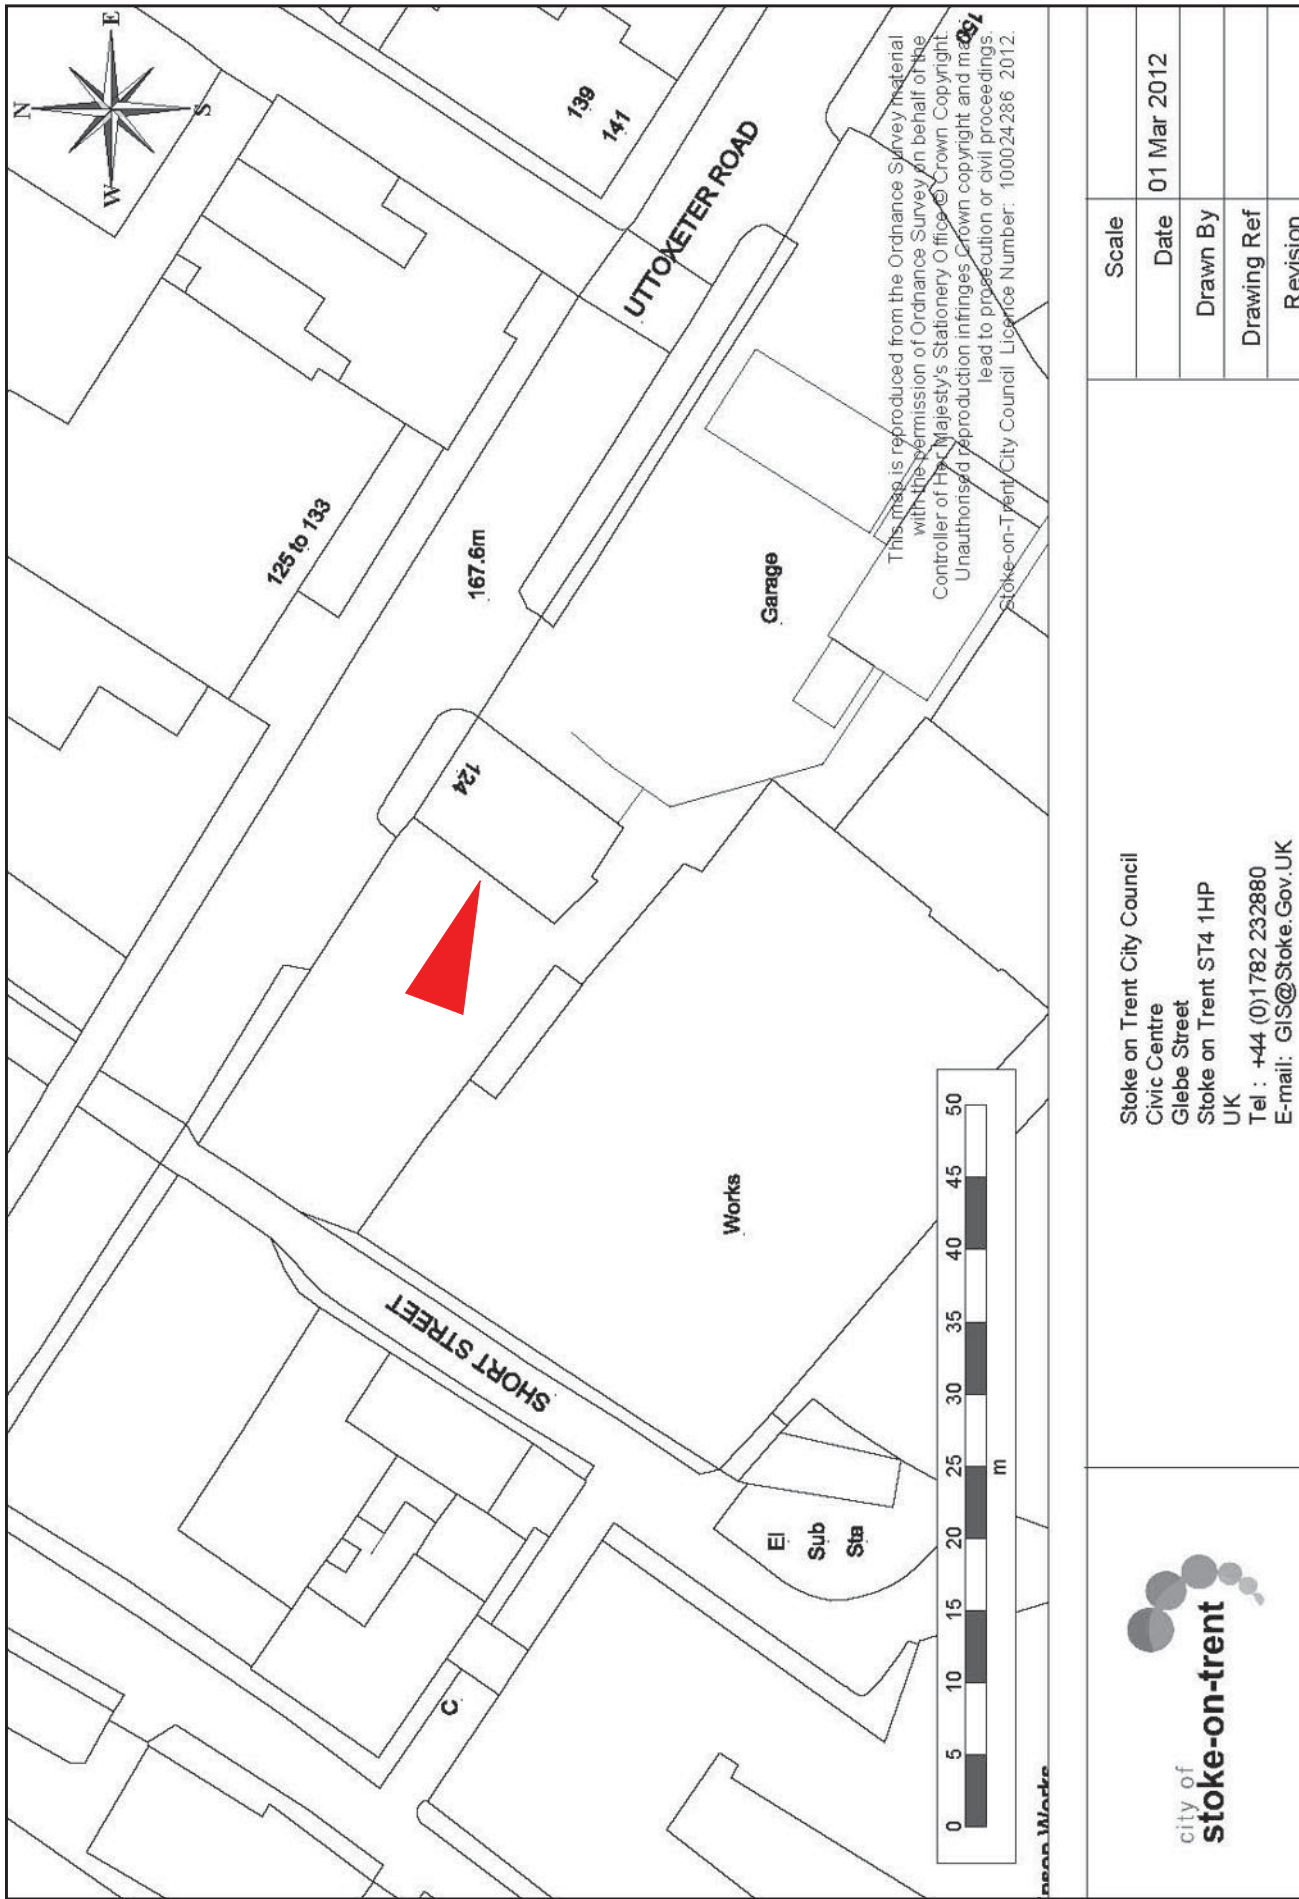 N
E
S
W
139
141
150
UTTOXETER ROAD
125 to 133
167.6m
124
Garage
SHORT STREET
Works
El
Sub
Sta
C
This map is reproduced from the Ordnance Survey material
with the permission of Ordnance Survey on behalf of the
Controller of Her Majesty's Stationery Office © Crown Copyright.
Unauthorised reproduction infringes Crown copyright and may
lead to prosecution or civil proceedings.
Stoke-on-Trent City Council Licence Number: 100024286 2012.
0 5 10 15 20 25 30 35 40 45 50
m
Works
city of
stoke-on-trent
Stoke on Trent City Council
Civic Centre
Glebe Street
Stoke on Trent ST4 1HP
UK
Tel : +44 (0)1782 232880
E-mail: GIS@Stoke.Gov.UK
Scale
Date 01 Mar 2012
Drawn By
Drawing Ref
Revision